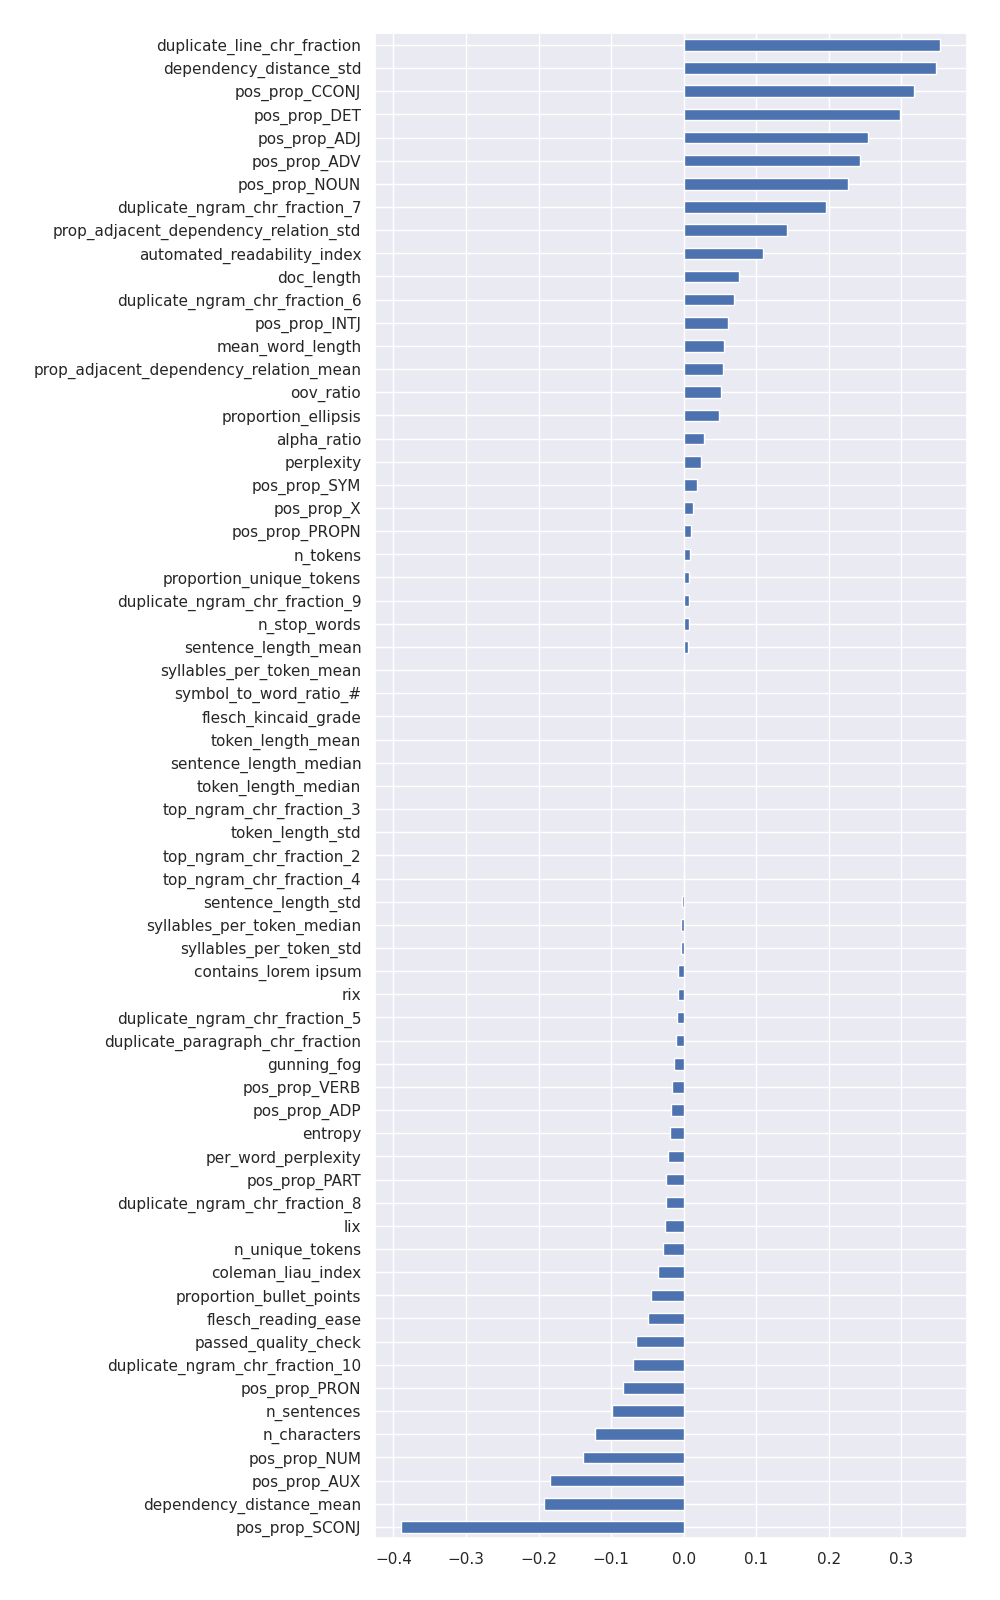 duplicate_line_chr_fraction
dependency_distance_std
pos_prop_CCONJ
pos_prop_DET
pos_prop_ADJ
pos_prop_ADV
pos_prop_NOUN
duplicate_ngram_chr_fraction_7
prop_adjacent_dependency_relation_std
automated_readability_index
doc_length
duplicate_ngram_chr_fraction_6
pos_prop_INTJ
mean_word_length
prop_adjacent_dependency_relation_mean
oov_ratio
proportion_ellipsis
alpha_ratio
perplexity
pos_prop_SYM
pos_prop_X
pos_prop_PROPN
n_tokens
proportion_unique_tokens
duplicate_ngram_chr_fraction_9
n_stop_words
sentence_length_mean
syllables_per_token_mean
symbol_to_word_ratio_#
flesch_kincaid_grade
token_length_mean
sentence_length_median
token_length_median
top_ngram_chr_fraction_3
token_length_std
top_ngram_chr_fraction_2
top_ngram_chr_fraction_4
sentence_length_std
syllables_per_token_median
syllables_per_token_std
contains_lorem ipsum
rix
duplicate_ngram_chr_fraction_5
duplicate_paragraph_chr_fraction
gunning_fog
pos_prop_VERB
pos_prop_ADP
entropy
per_word_perplexity
pos_prop_PART
duplicate_ngram_chr_fraction_8
lix
n_unique_tokens
coleman_liau_index
proportion_bullet_points
flesch_reading_ease
passed_quality_check
duplicate_ngram_chr_fraction_10
pos_prop_PRON
n_sentences
n_characters
pos_prop_NUM
pos_prop_AUX
dependency_distance_mean
pos_prop_SCONJ
−0.4 −0.3 −0.2 −0.1 0.0 0.1 0.2 0.3